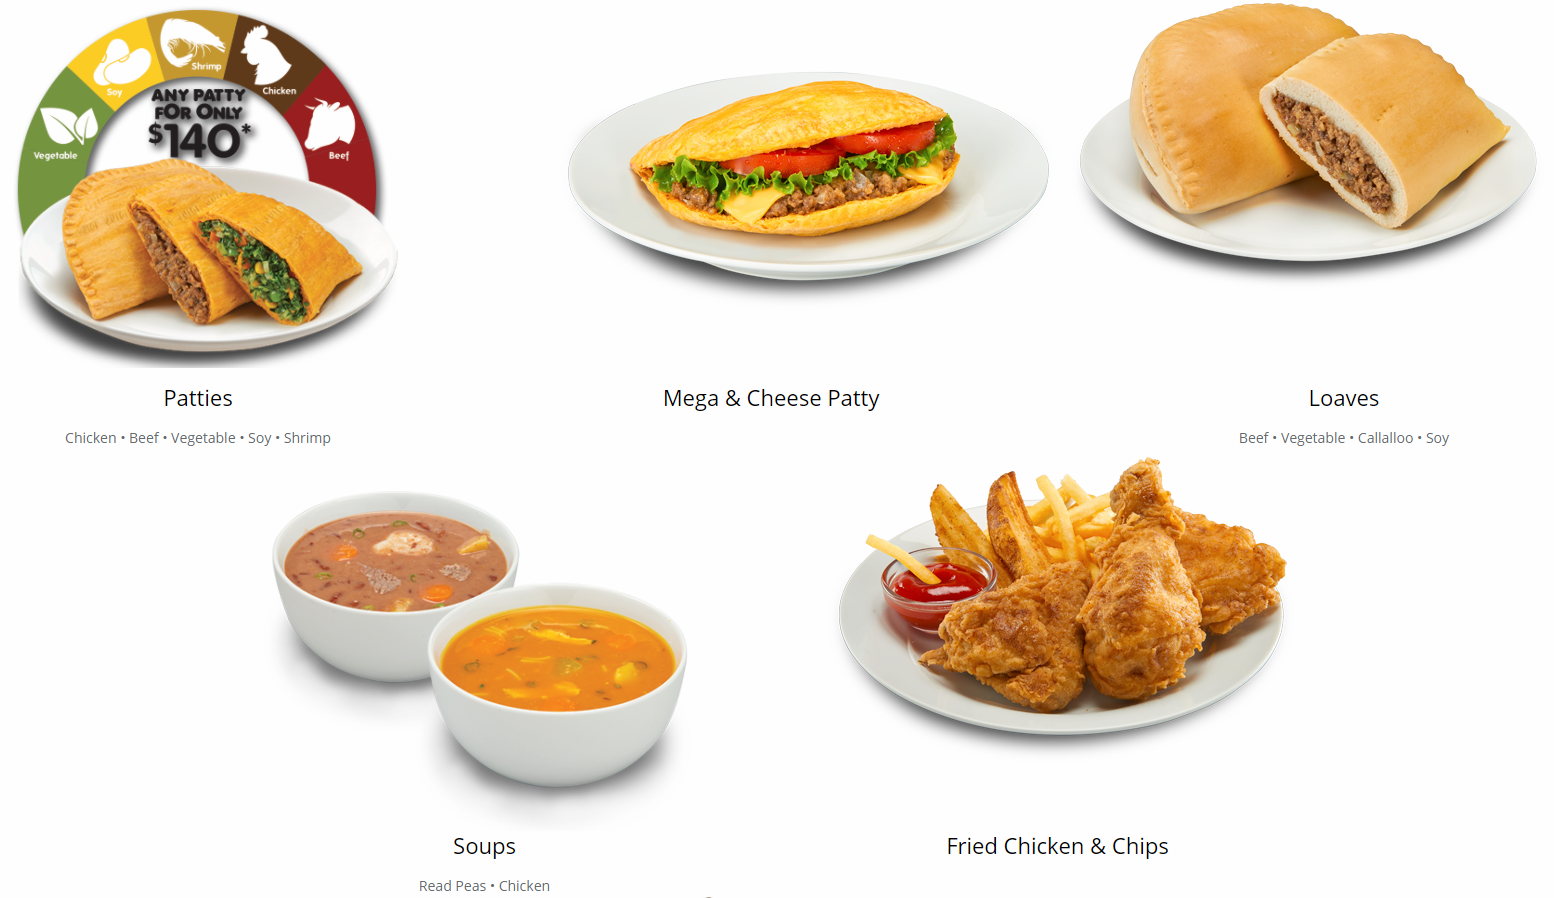 Vegetable
Soy
Shrimp
Chicken
Beef
ANY PATTY
FOR ONLY
$140*
Patties
Chicken • Beef • Vegetable • Soy • Shrimp
Mega & Cheese Patty
Loaves
Beef • Vegetable • Callalloo • Soy
Soups
Read Peas • Chicken
Fried Chicken & Chips